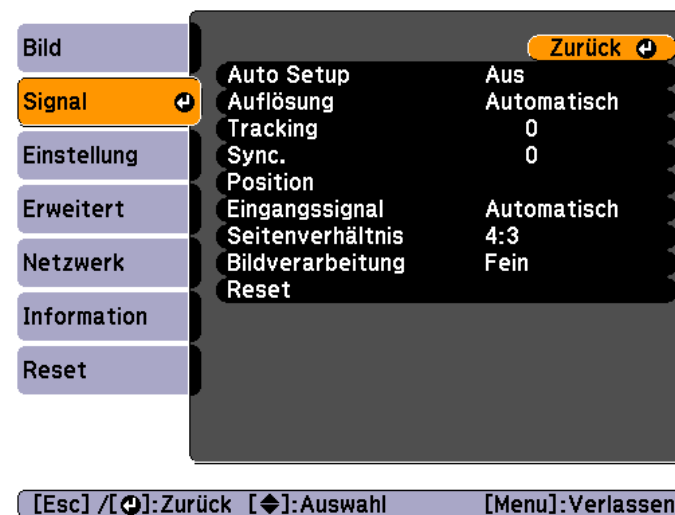 Bild
Signal
Einstellung
Erweitert
Netzwerk
Information
Reset
Zurück
Auto Setup Aus
Auflösung Automatisch
Tracking 0
Sync. 0
Position
Eingangssignal Automatisch
Seitenverhältnis 4:3
Bildverarbeitung Fein
Reset
[Esc] /[⏎]:Zurück [◆]:Auswahl [Menu]:Verlassen